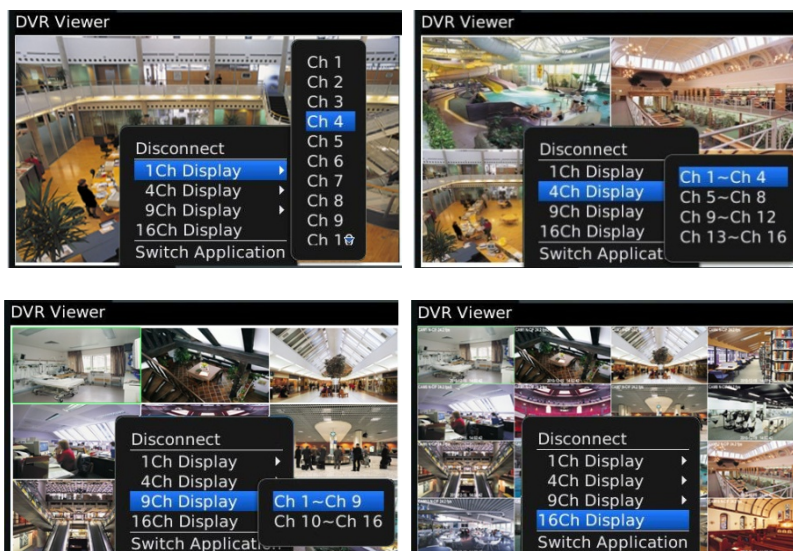 DVR Viewer
Disconnect
1Ch Display
4Ch Display
9Ch Display
16Ch Display
Switch Application
Ch 1
Ch 2
Ch 3
Ch 4
Ch 5
Ch 6
Ch 7
Ch 8
Ch 9
DVR Viewer
Disconnect
1Ch Display
4Ch Display
9Ch Display
16Ch Display
Switch Applicat
Ch 1~Ch 4
Ch 5~Ch 8
Ch 9~Ch 12
Ch 13~Ch 16
DVR Viewer
Disconnect
1Ch Display
4Ch Display
9Ch Display
16Ch Display
Switch Application
Ch 1~Ch 9
Ch 10~Ch 16
DVR Viewer
Disconnect
1Ch Display
4Ch Display
9Ch Display
16Ch Display
Switch Application